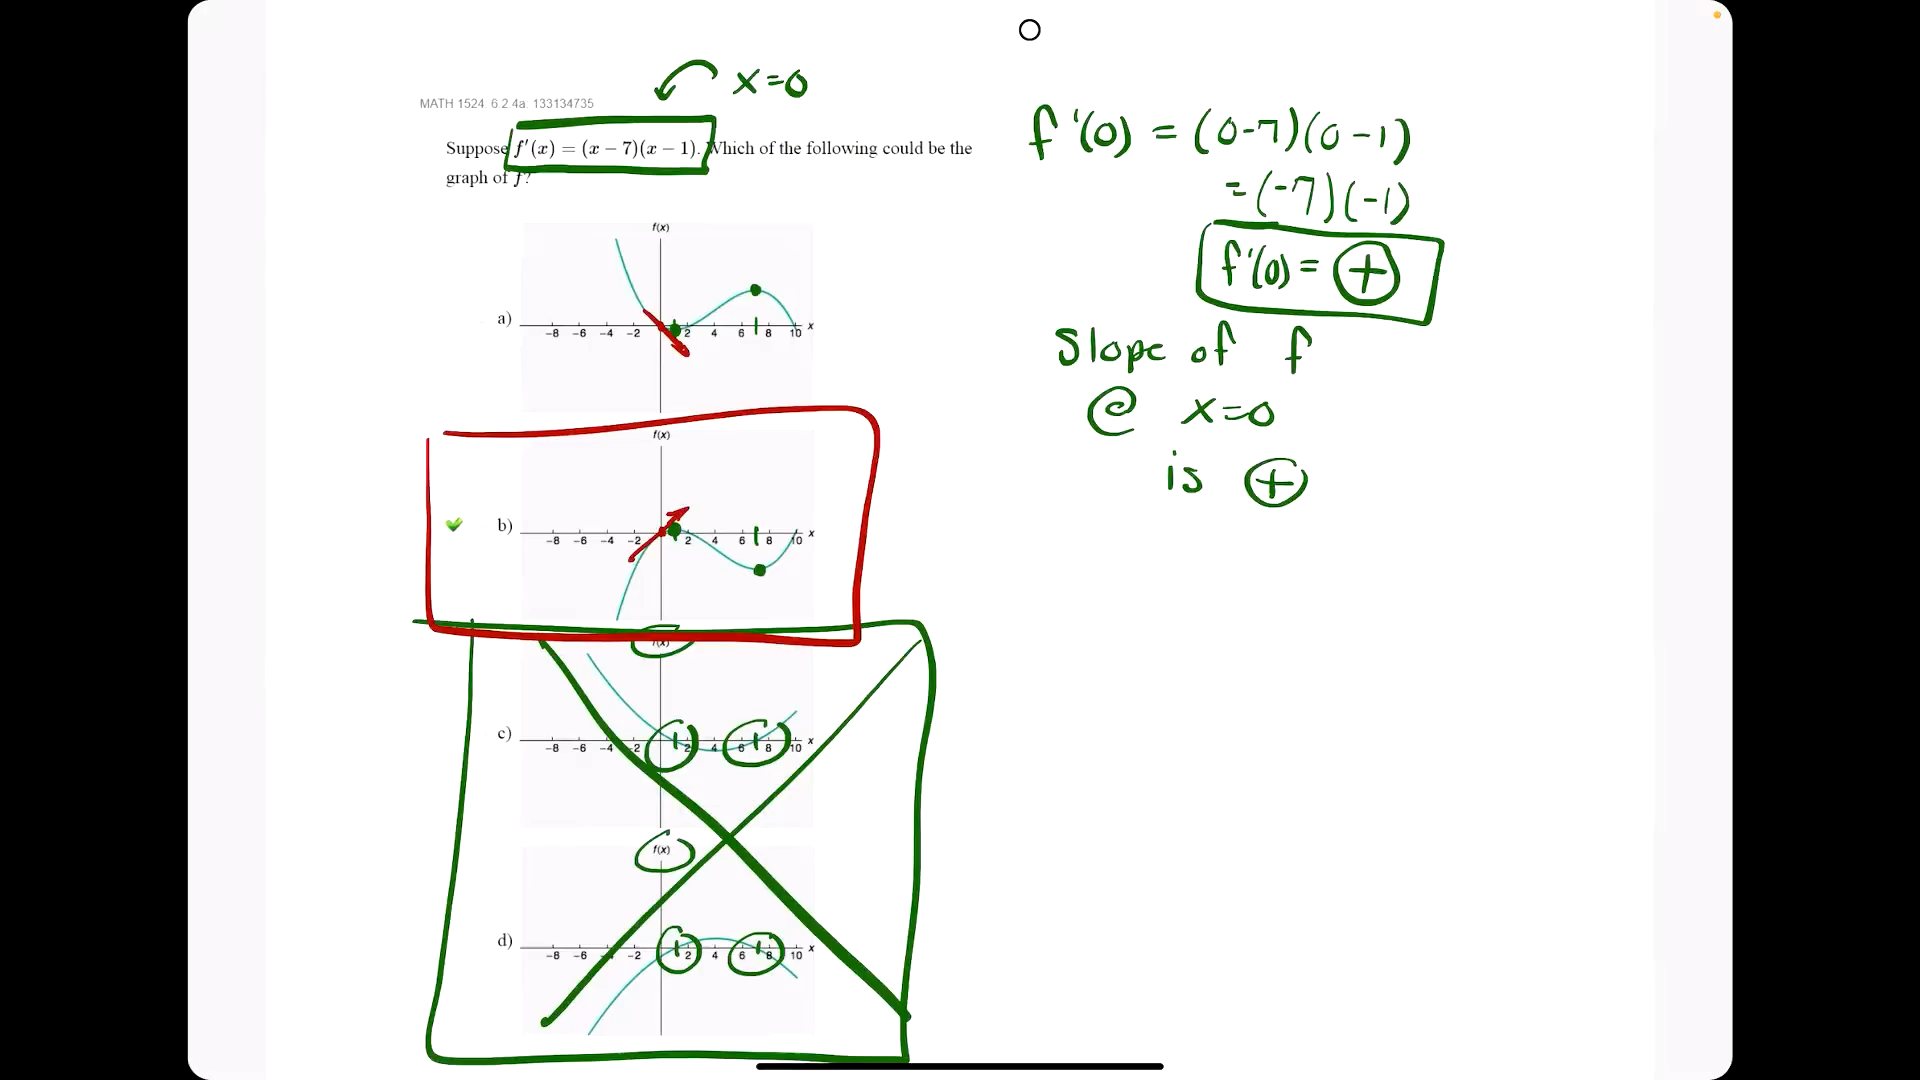 x=0
MATH 1524 6.2 4a. 133134735
Suppose f′(x) = (x − 7)(x − 1). Which of the following could be the
graph of f?
f'(0) = (0-7)(0-1)
= (-7)(-1)
f'(0) = +
Slope of f
@ x=0
is +
f(x)
a)
-8 -6 -4 -2 2 4 6 8 10 x
f(x)
b)
-8 -6 -4 -2 2 4 6 8 10 x
f(x)
c)
-8 -6 -4 -2 2 4 6 8 10 x
f(x)
d)
-8 -6 -4 -2 2 4 6 8 10 x